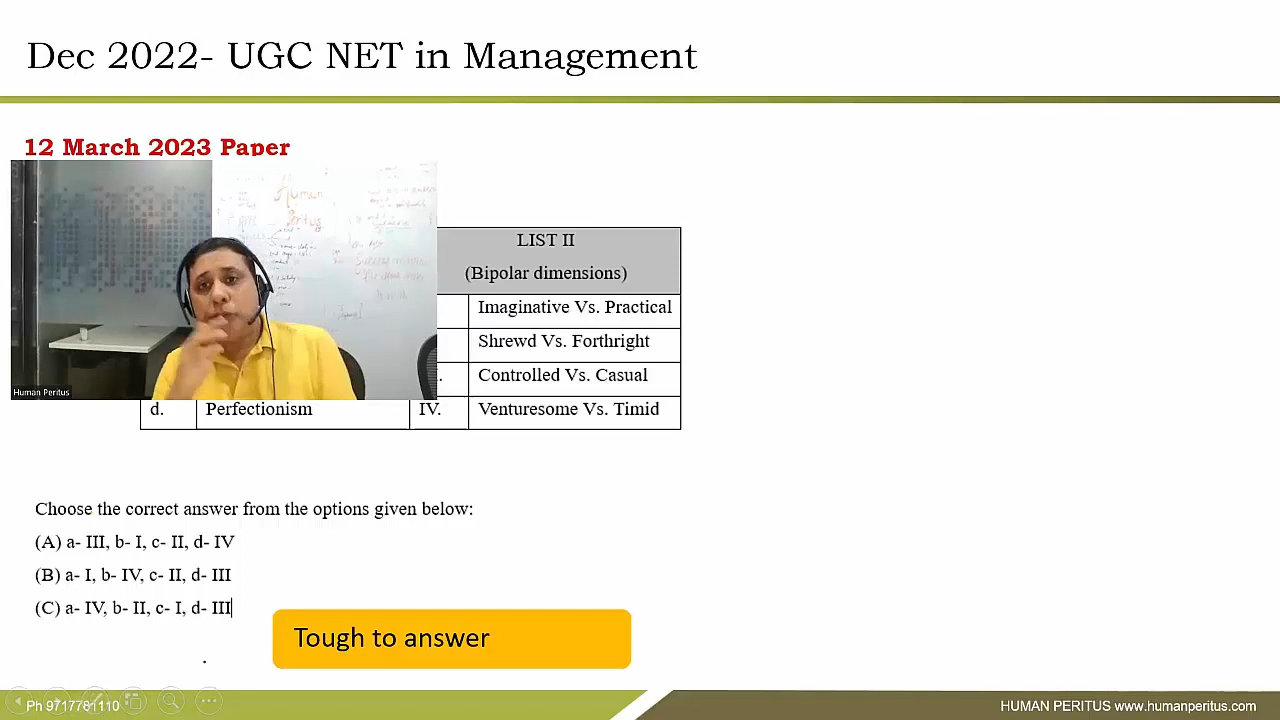 Dec 2022- UGC NET in Management
12 March 2023 Paper
Human
Peritus
LIST II
(Bipolar dimensions)
Imaginative Vs. Practical
Shrewd Vs. Forthright
Controlled Vs. Casual
Human Peritus
d. Perfectionism IV. Venturesome Vs. Timid
Choose the correct answer from the options given below:
(A) a- III, b- I, c- II, d- IV
(B) a- I, b- IV, c- II, d- III
(C) a- IV, b- II, c- I, d- III
Tough to answer
Ph 9717781110
HUMAN PERITUS www.humanperitus.com